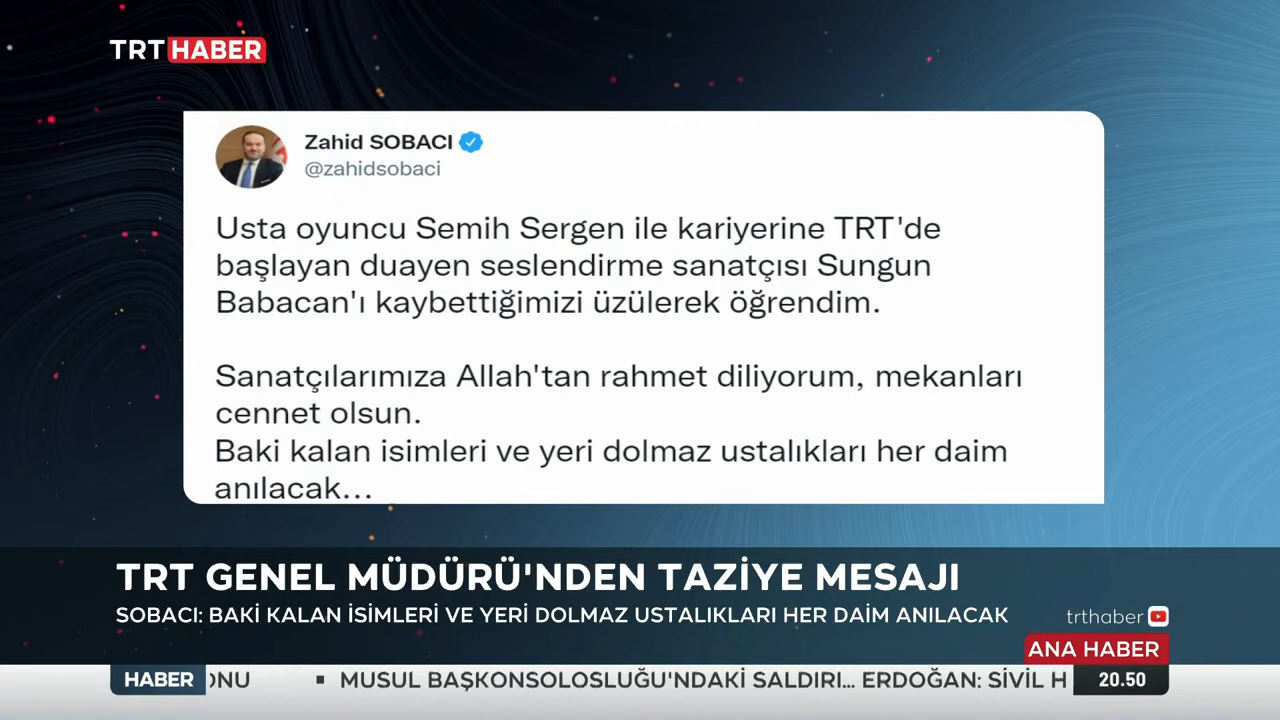 TRT HABER
Zahid SOBACI
@zahidsobaci
Usta oyuncu Semih Sergen ile kariyerine TRT'de
başlayan duayen seslendirme sanatçısı Sungun
Babacan'ı kaybettiğimizi üzülerek öğrendim.
Sanatçılarımıza Allah'tan rahmet diliyorum, mekanları
cennet olsun.
Baki kalan isimleri ve yeri dolmaz ustalıkları her daim
anılacak...
TRT GENEL MÜDÜRÜ'NDEN TAZİYE MESAJI
SOBACI: BAKİ KALAN İSİMLERİ VE YERİ DOLMAZ USTALIKLARI HER DAİM ANILACAK
trthaber
ANA HABER
HABER ONU ▪ MUSUL BAŞKONSOLOSLUĞU'NDAKİ SALDIRI... ERDOĞAN: SİVİL H 20.50